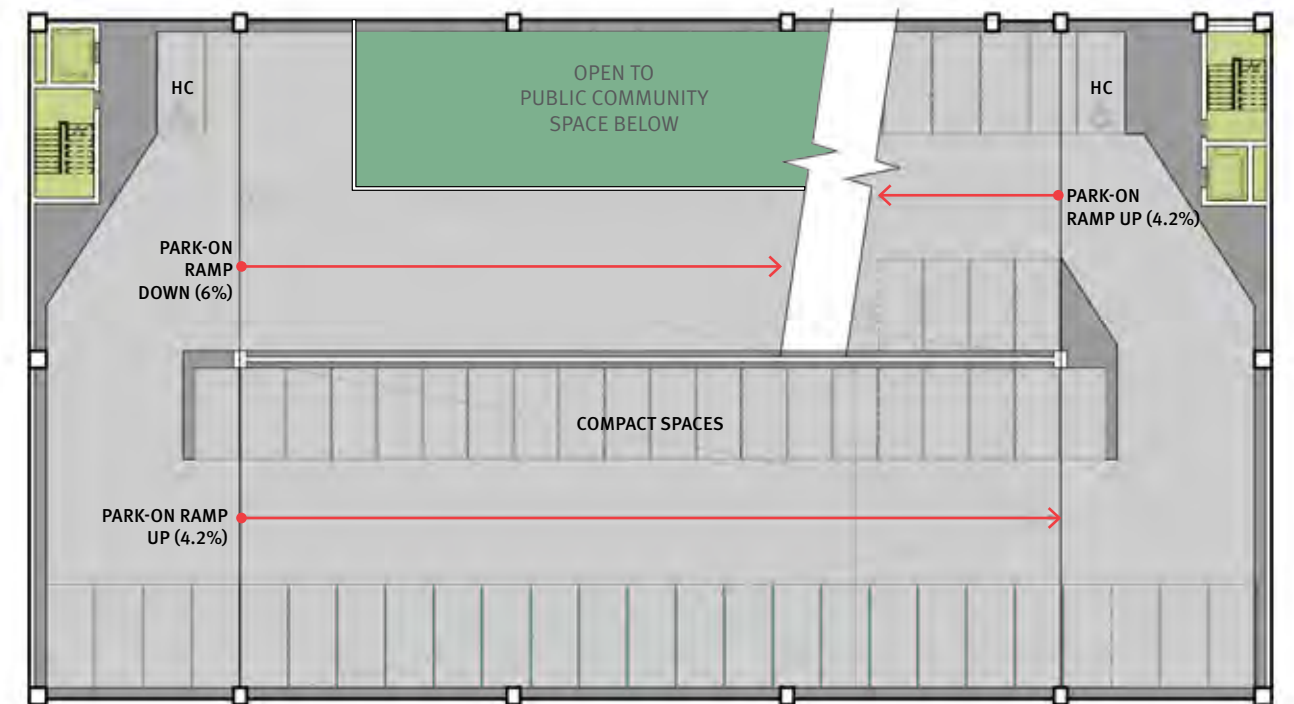 HC
OPEN TO
PUBLIC COMMUNITY
SPACE BELOW
HC
PARK-ON
RAMP UP (4.2%)
PARK-ON
RAMP
DOWN (6%)
COMPACT SPACES
PARK-ON RAMP
UP (4.2%)